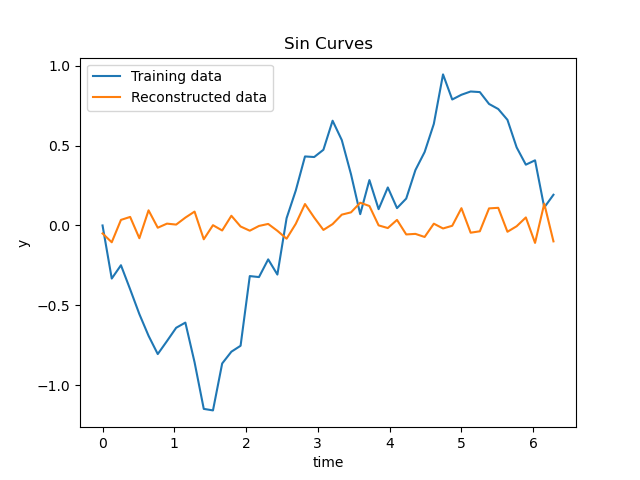 Sin Curves
Training data
Reconstructed data
1.0
0.5
0.0
−0.5
−1.0
y
0 1 2 3 4 5 6
time